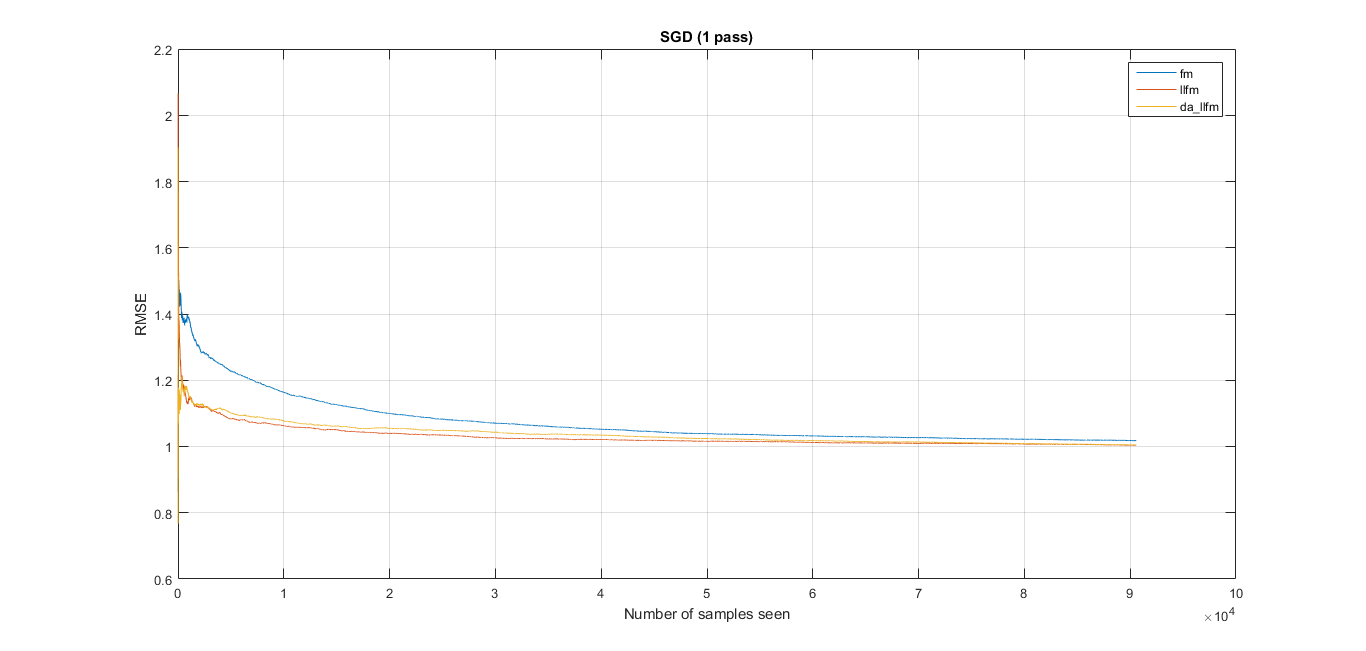 SGD (1 pass)
fm
llfm
da_llfm
RMSE
2.2
2
1.8
1.6
1.4
1.2
1
0.8
0.6
0 1 2 3 4 5 6 7 8 9 10
Number of samples seen
×10⁴